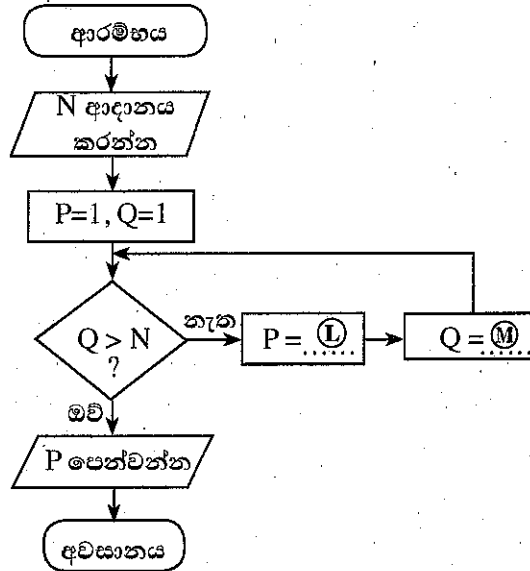 ආරම්භය
N ආදානය
කරන්න
P=1, Q=1
Q > N
?
නැත
P = Ⓛ
Q = Ⓜ
ඔව්
P පෙන්වන්න
අවසානය